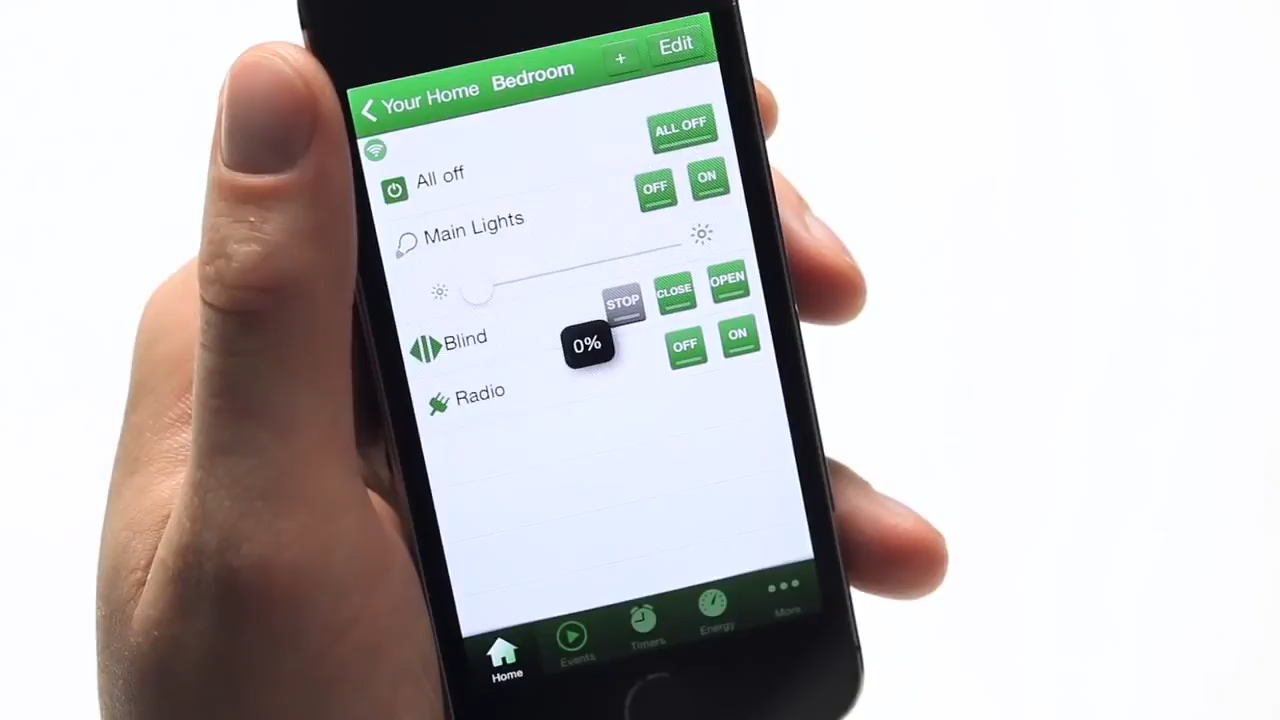 Your Home Bedroom + Edit
ALL OFF
All off
OFF ON
Main Lights
STOP CLOSE OPEN
Blind
0%
OFF ON
Radio
Home Events Timers Energy More